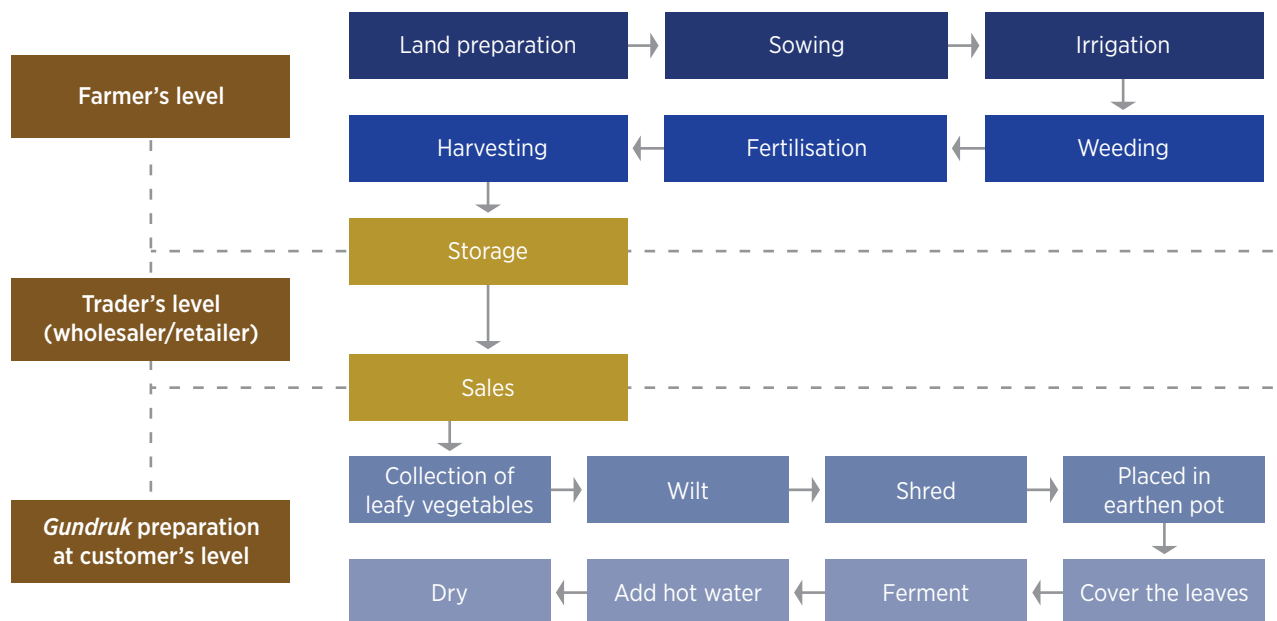 Farmer’s level
Land preparation
Sowing
Irrigation
Weeding
Fertilisation
Harvesting
Trader’s level
(wholesaler/retailer)
Storage
Sales
Gundruk preparation
at customer’s level
Collection of
leafy vegetables
Wilt
Shred
Placed in
earthen pot
Cover the leaves
Ferment
Add hot water
Dry